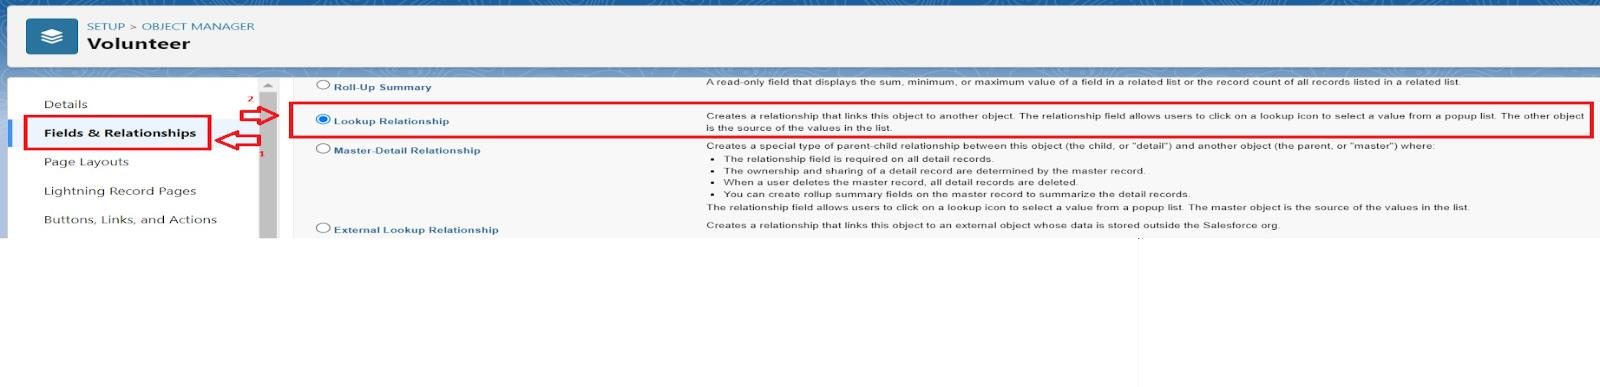 SETUP > OBJECT MANAGER
Volunteer
Details
Fields & Relationships
Page Layouts
Lightning Record Pages
Buttons, Links, and Actions
2
1
Roll-Up Summary
A read-only field that displays the sum, minimum, or maximum value of a field in a related list or the record count of all records listed in a related list.
Lookup Relationship
Creates a relationship that links this object to another object. The relationship field allows users to click on a lookup icon to select a value from a popup list. The other object
is the source of the values in the list.
Master-Detail Relationship
Creates a special type of parent-child relationship between this object (the child, or "detail") and another object (the parent, or "master") where:
• The relationship field is required on all detail records.
• The ownership and sharing of a detail record are determined by the master record.
• When a user deletes the master record, all detail records are deleted.
• You can create rollup summary fields on the master record to summarize the detail records.
The relationship field allows users to click on a lookup icon to select a value from a popup list. The master object is the source of the values in the list.
External Lookup Relationship
Creates a relationship that links this object to an external object whose data is stored outside the Salesforce org.